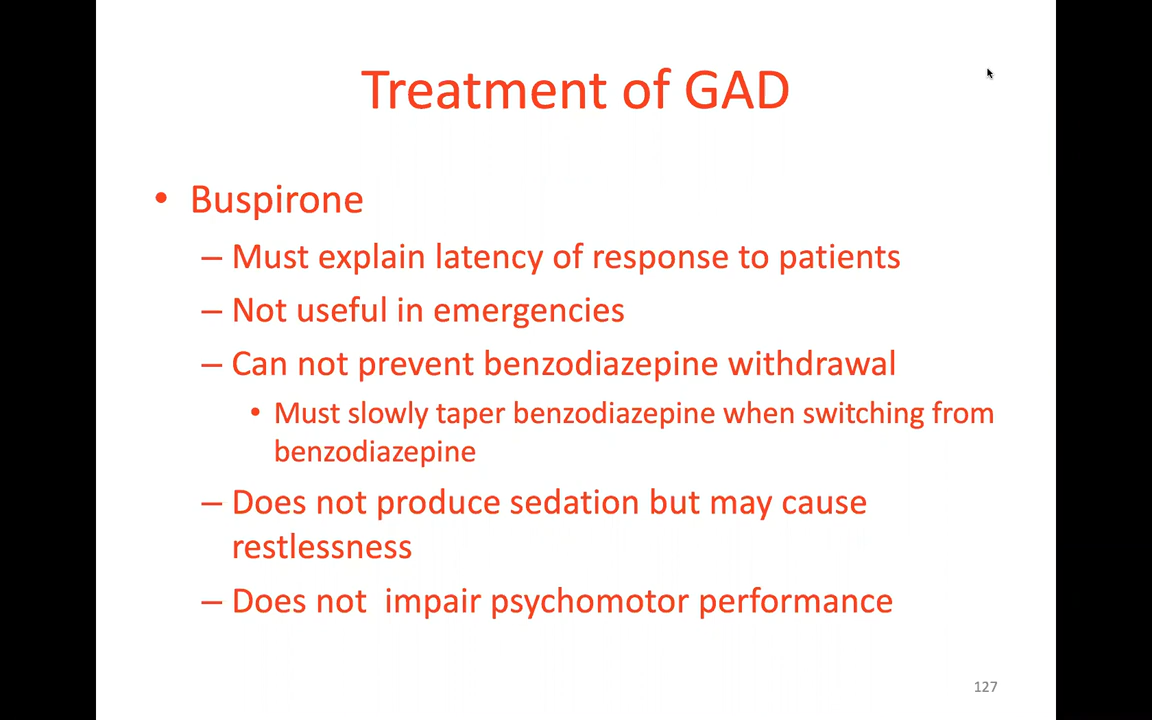 Treatment of GAD
• Buspirone
– Must explain latency of response to patients
– Not useful in emergencies
– Can not prevent benzodiazepine withdrawal
• Must slowly taper benzodiazepine when switching from
benzodiazepine
– Does not produce sedation but may cause
restlessness
– Does not  impair psychomotor performance
127